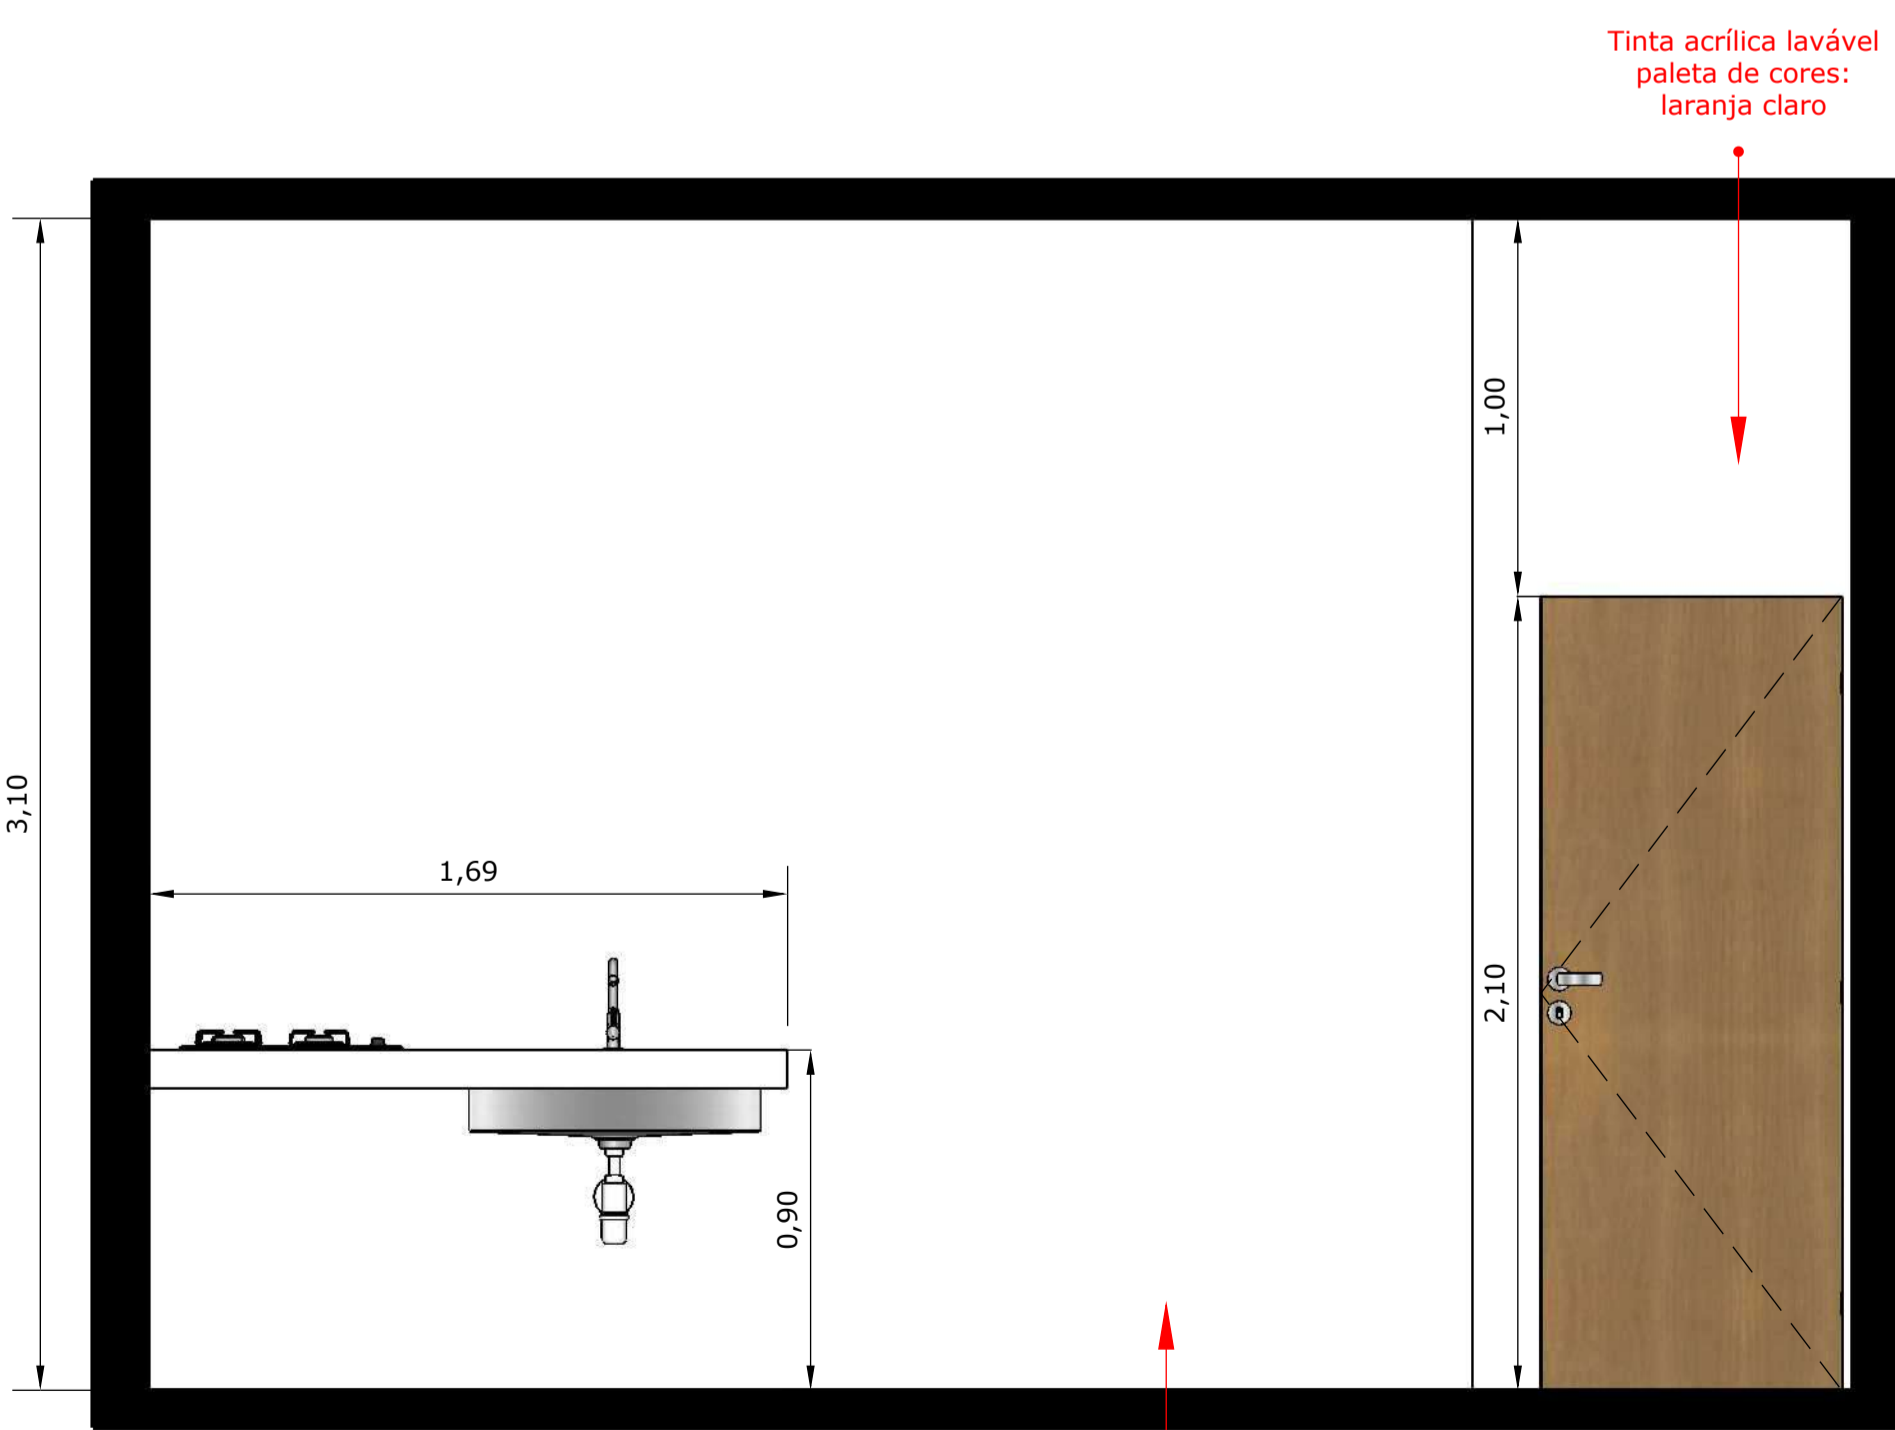 Tinta acrílica lavável
paleta de cores:
laranja claro
1,00
3,10
1,69
2,10
0,90